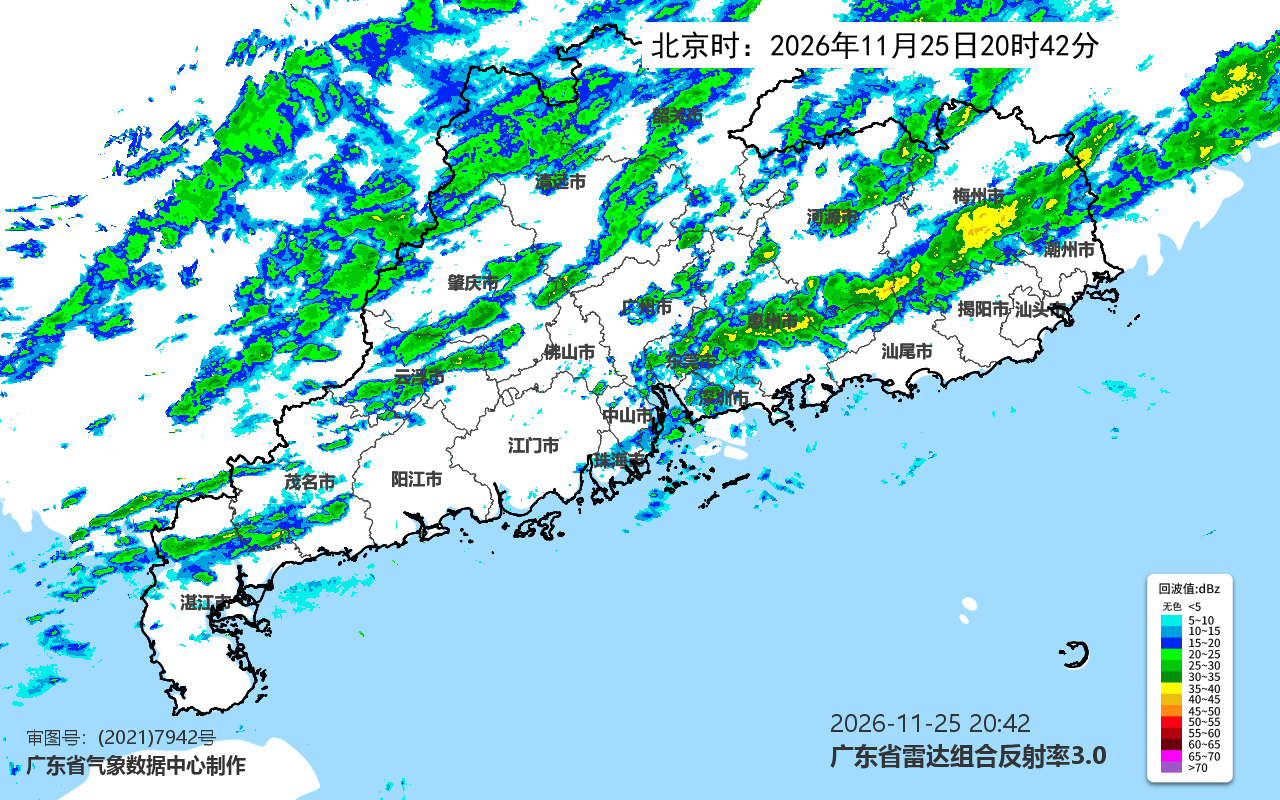 北京时：2026年11月25日20时42分
韶关市
清远市
梅州市
河源市
潮州市
肇庆市
广州市
惠州市
揭阳市
汕头市
佛山市
东莞市
汕尾市
云浮市
深圳市
中山市
江门市
珠海市
茂名市
阳江市
湛江市
回波值:dBz
无色 <5
5~10
10~15
15~20
20~25
25~30
30~35
35~40
40~45
45~50
50~55
55~60
60~65
65~70
>70
2026-11-25 20:42
广东省雷达组合反射率3.0
审图号：(2021)7942号
广东省气象数据中心制作